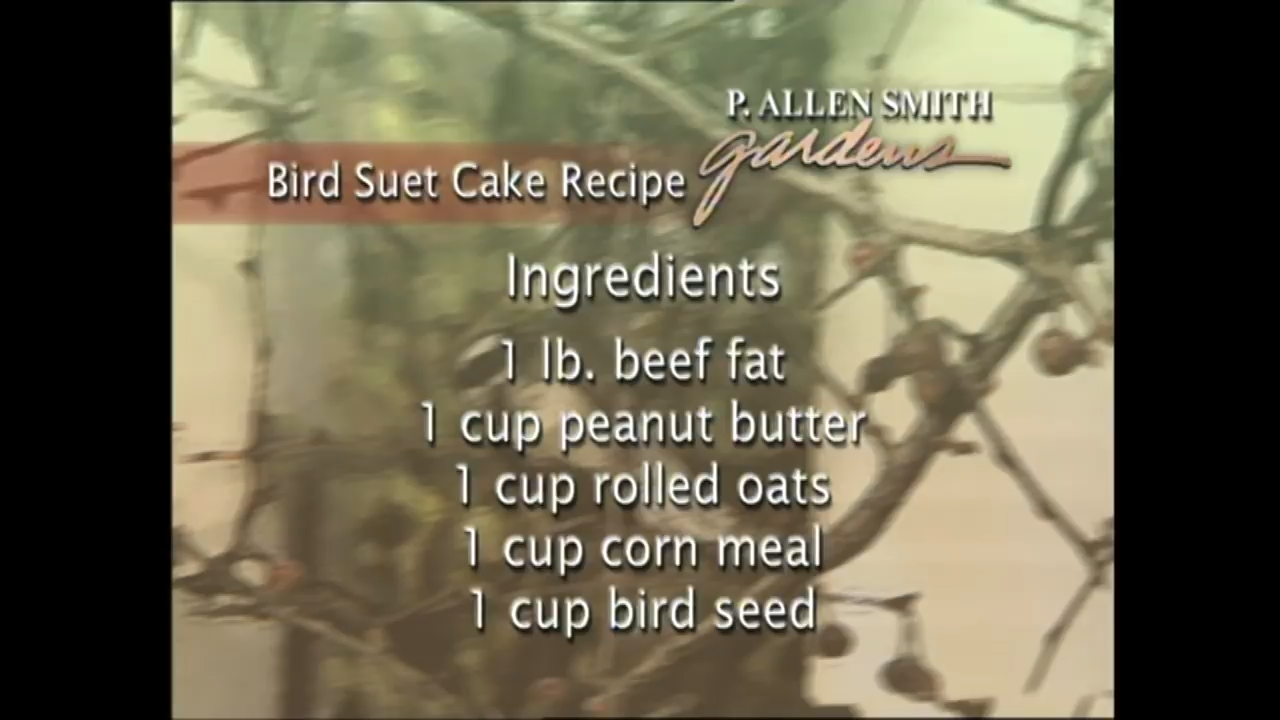 P. ALLEN SMITH
gardens
Bird Suet Cake Recipe
Ingredients
1 lb. beef fat
1 cup peanut butter
1 cup rolled oats
1 cup corn meal
1 cup bird seed